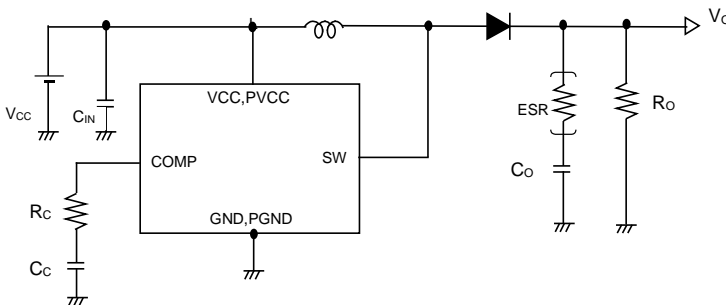 Vo
VCC
CIN
VCC,PVCC
COMP
SW
GND,PGND
RC
CC
ESR
CO
RO